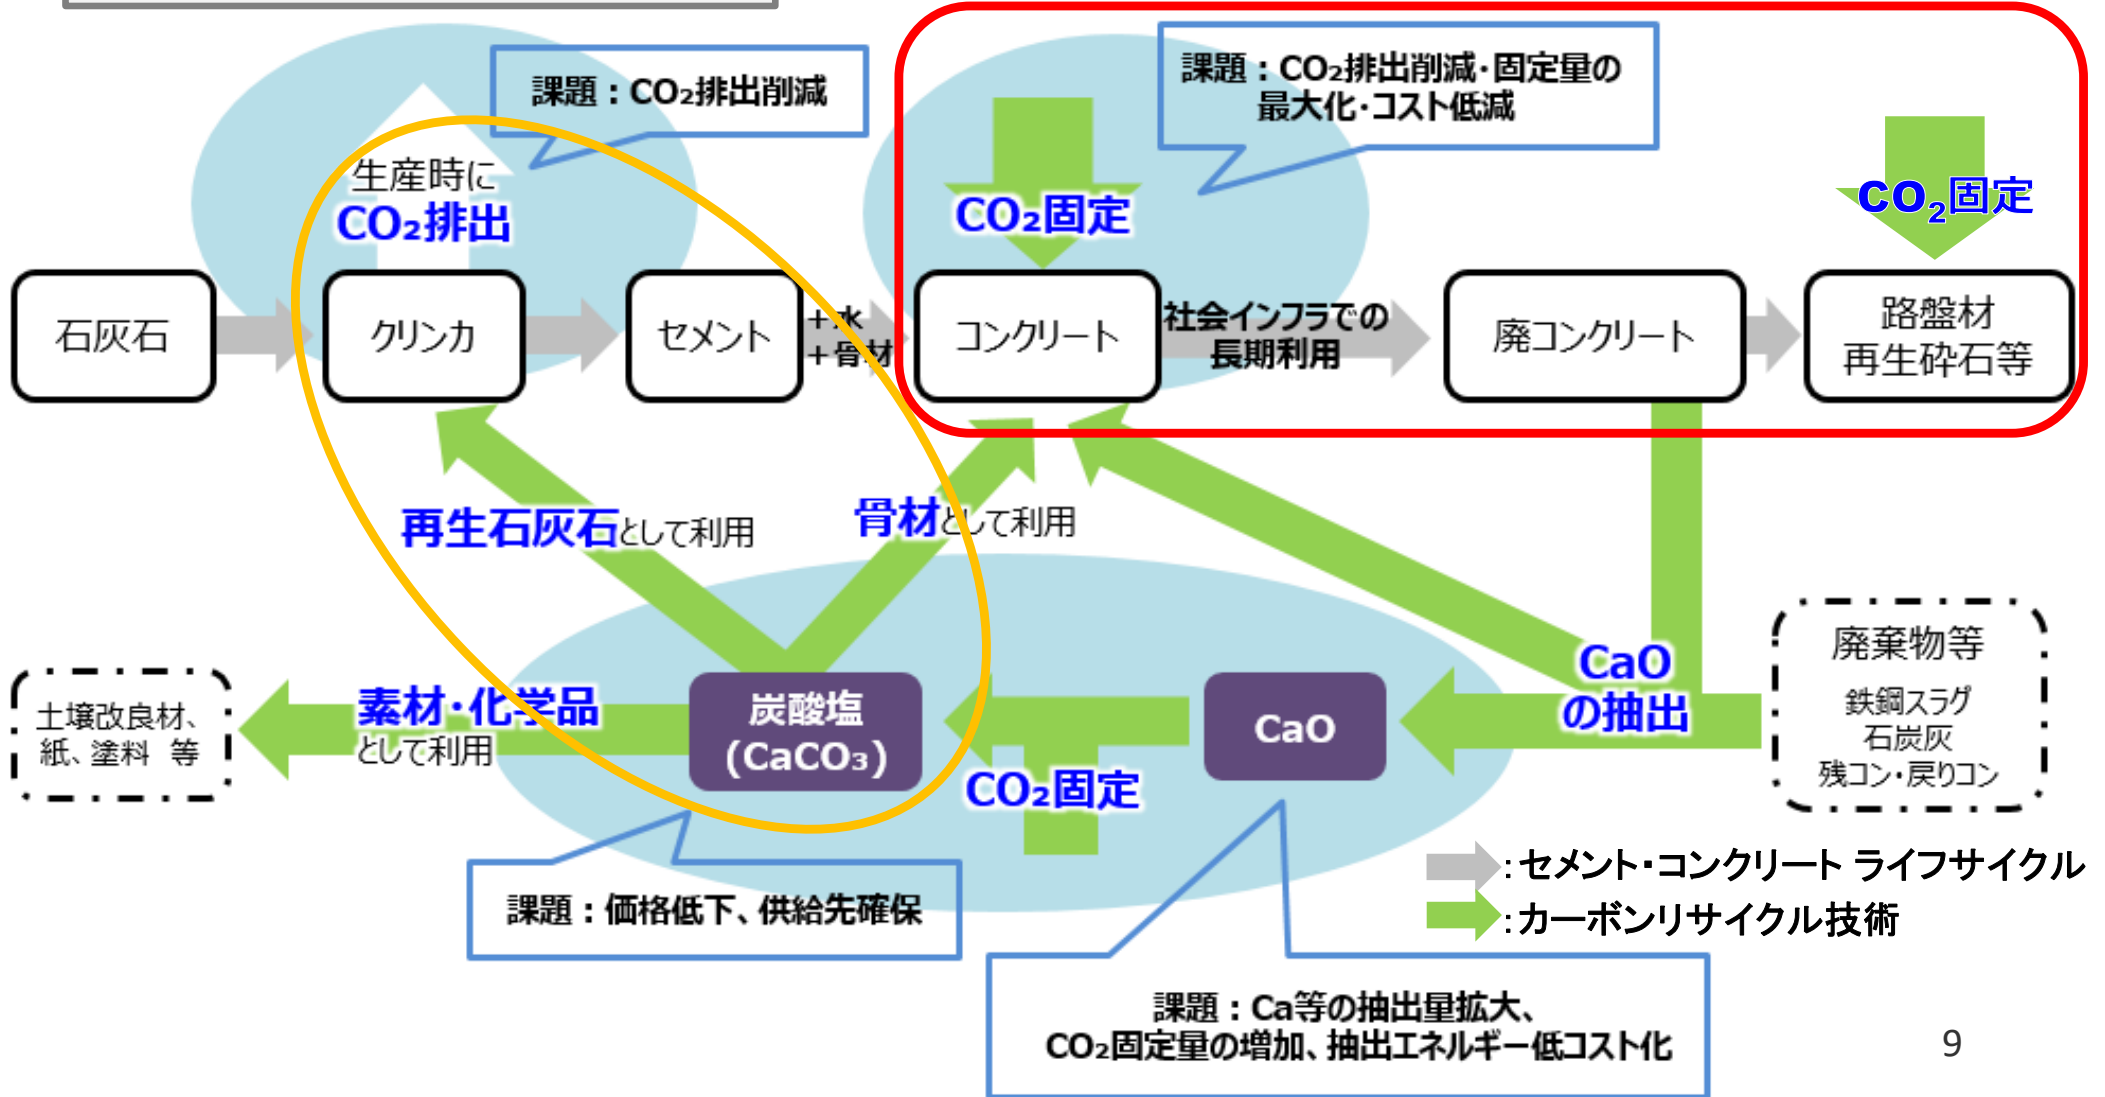 課題：CO₂排出削減
課題：CO₂排出削減・固定量の
最大化・コスト低減
生産時に
CO₂排出
CO₂固定
CO₂固定
石灰石
クリンカ
セメント
＋水
＋骨材
コンクリート
社会インフラでの
長期利用
廃コンクリート
路盤材
再生砕石等
再生石灰石として利用
骨材として利用
土壌改良材、
紙、塗料 等
素材・化学品
として利用
炭酸塩
(CaCO₃)
CO₂固定
CaO
CaO
の抽出
廃棄物等
鉄鋼スラグ
石炭灰
残コン・戻りコン
：セメント・コンクリート ライフサイクル
：カーボンリサイクル技術
課題：価格低下、供給先確保
課題：Ca等の抽出量拡大、
CO₂固定量の増加、抽出エネルギー低コスト化
9